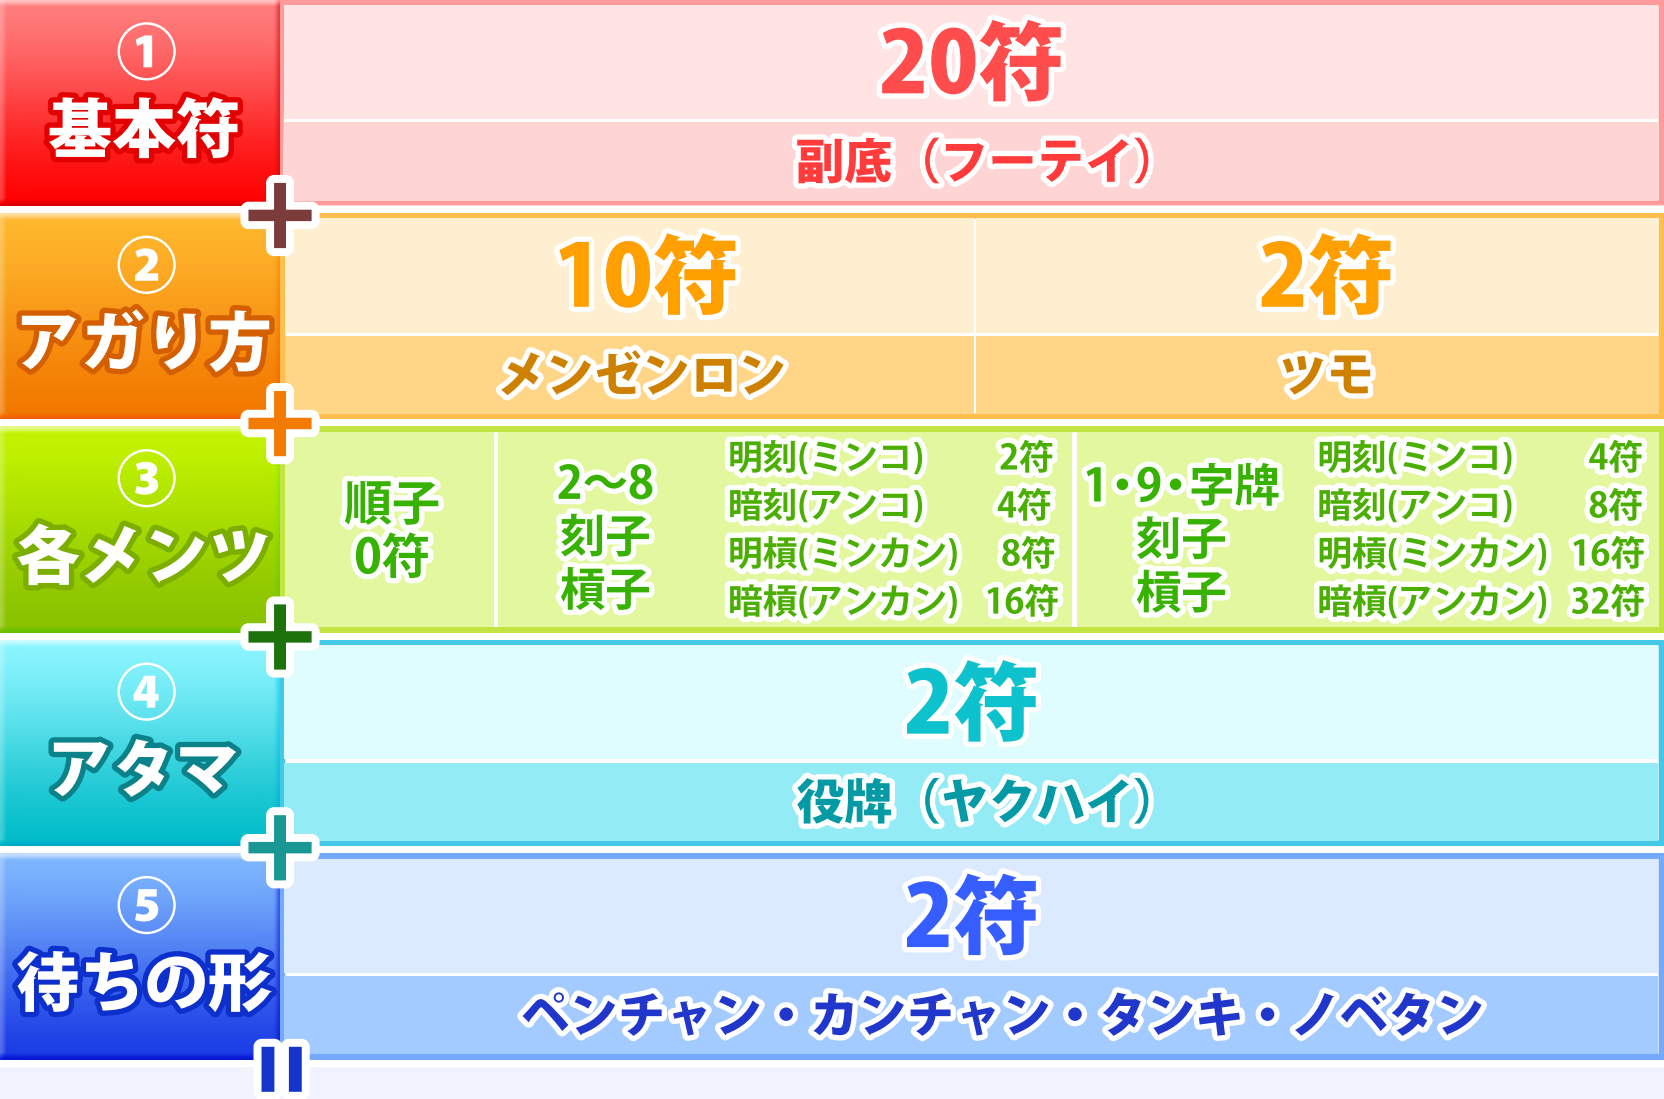 ①
基本符
20符
副底（フーテイ）
＋
②
アガり方
10符
2符
メンゼンロン
ツモ
＋
③
各メンツ
順子
0符
2～8
刻子
槓子
明刻(ミンコ) 2符
暗刻(アンコ) 4符
明槓(ミンカン) 8符
暗槓(アンカン) 16符
1・9・字牌
刻子
槓子
明刻(ミンコ) 4符
暗刻(アンコ) 8符
明槓(ミンカン) 16符
暗槓(アンカン) 32符
＋
④
アタマ
2符
役牌（ヤクハイ）
＋
⑤
待ちの形
2符
ペンチャン・カンチャン・タンキ・ノベタン